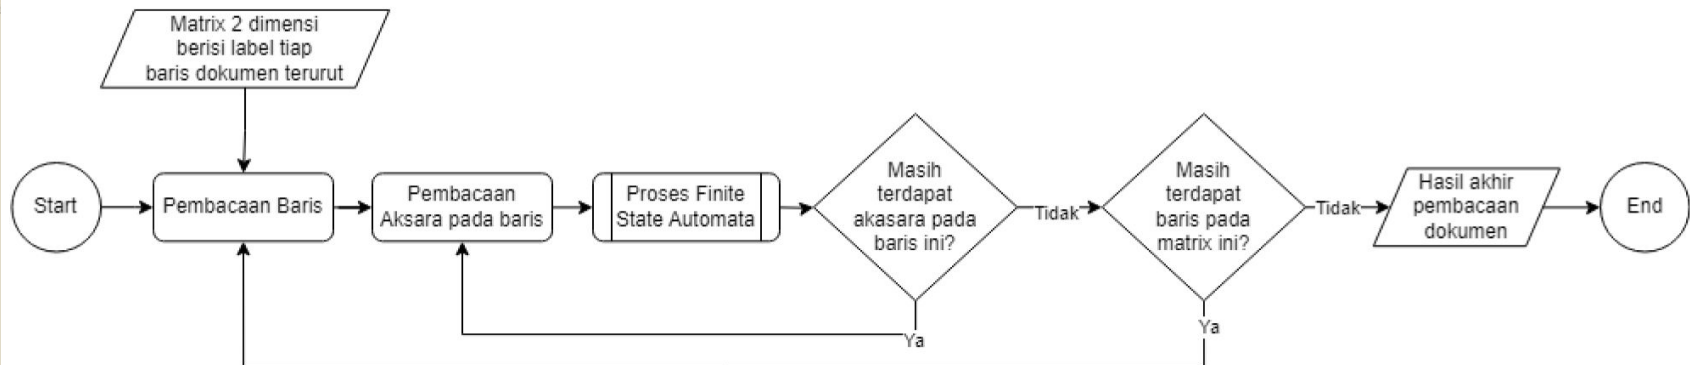 Matrix 2 dimensi
berisi label tiap
baris dokumen terurut
Start
Pembacaan Baris
Pembacaan
Aksara pada baris
Proses Finite
State Automata
Masih
terdapat
akasara pada
baris ini?
Tidak
Masih
terdapat
baris pada
matrix ini?
Tidak
Hasil akhir
pembacaan
dokumen
End
Ya
Ya